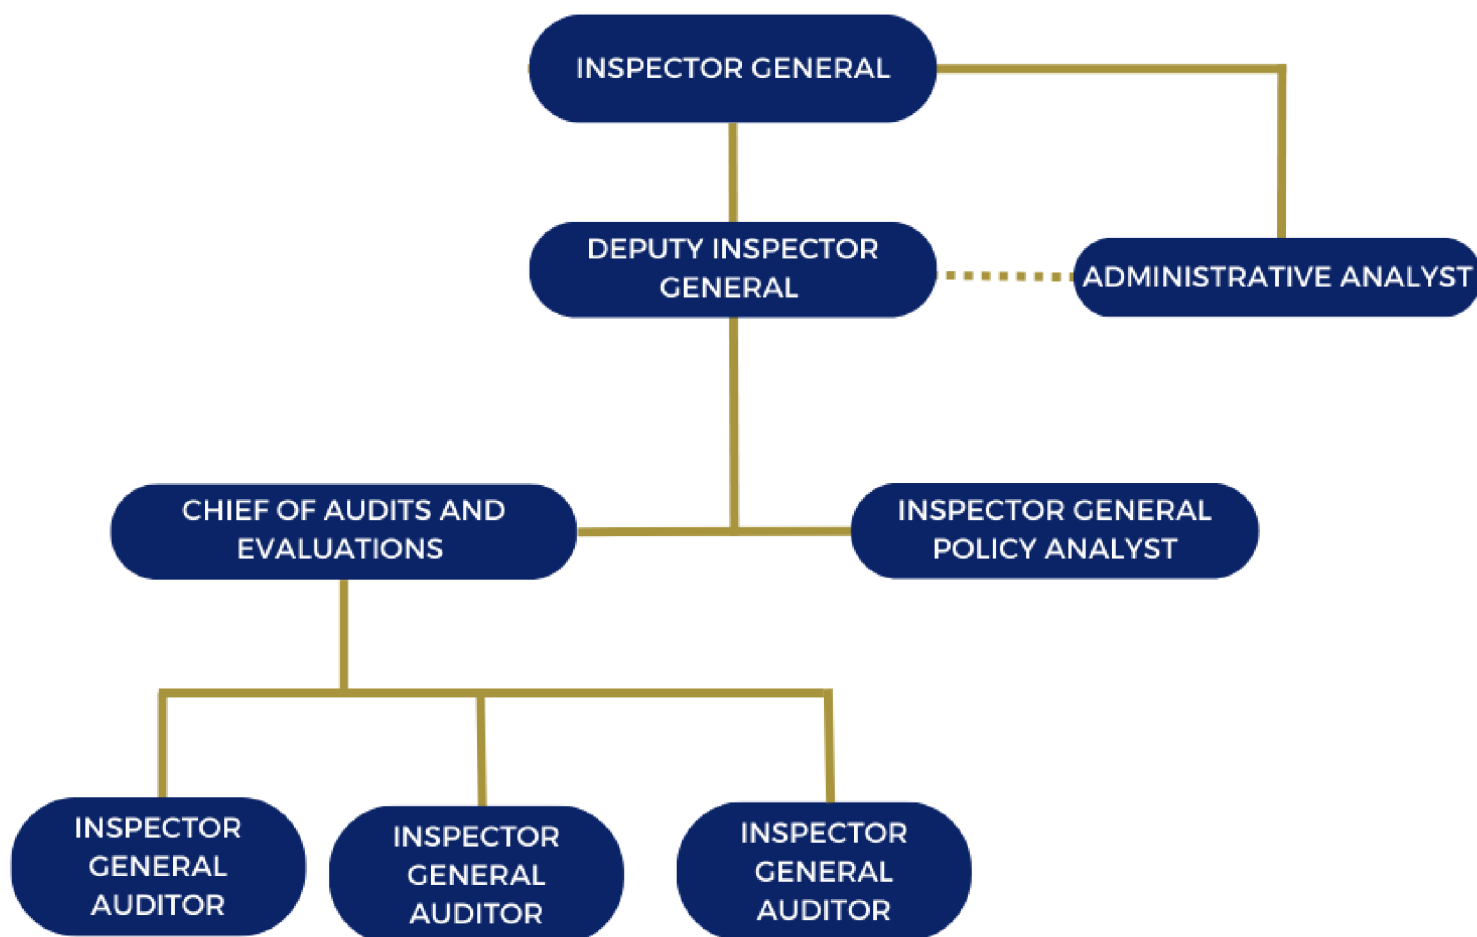 INSPECTOR GENERAL
DEPUTY INSPECTOR
GENERAL
ADMINISTRATIVE ANALYST
CHIEF OF AUDITS AND
EVALUATIONS
INSPECTOR GENERAL
POLICY ANALYST
INSPECTOR
GENERAL
AUDITOR
INSPECTOR
GENERAL
AUDITOR
INSPECTOR
GENERAL
AUDITOR